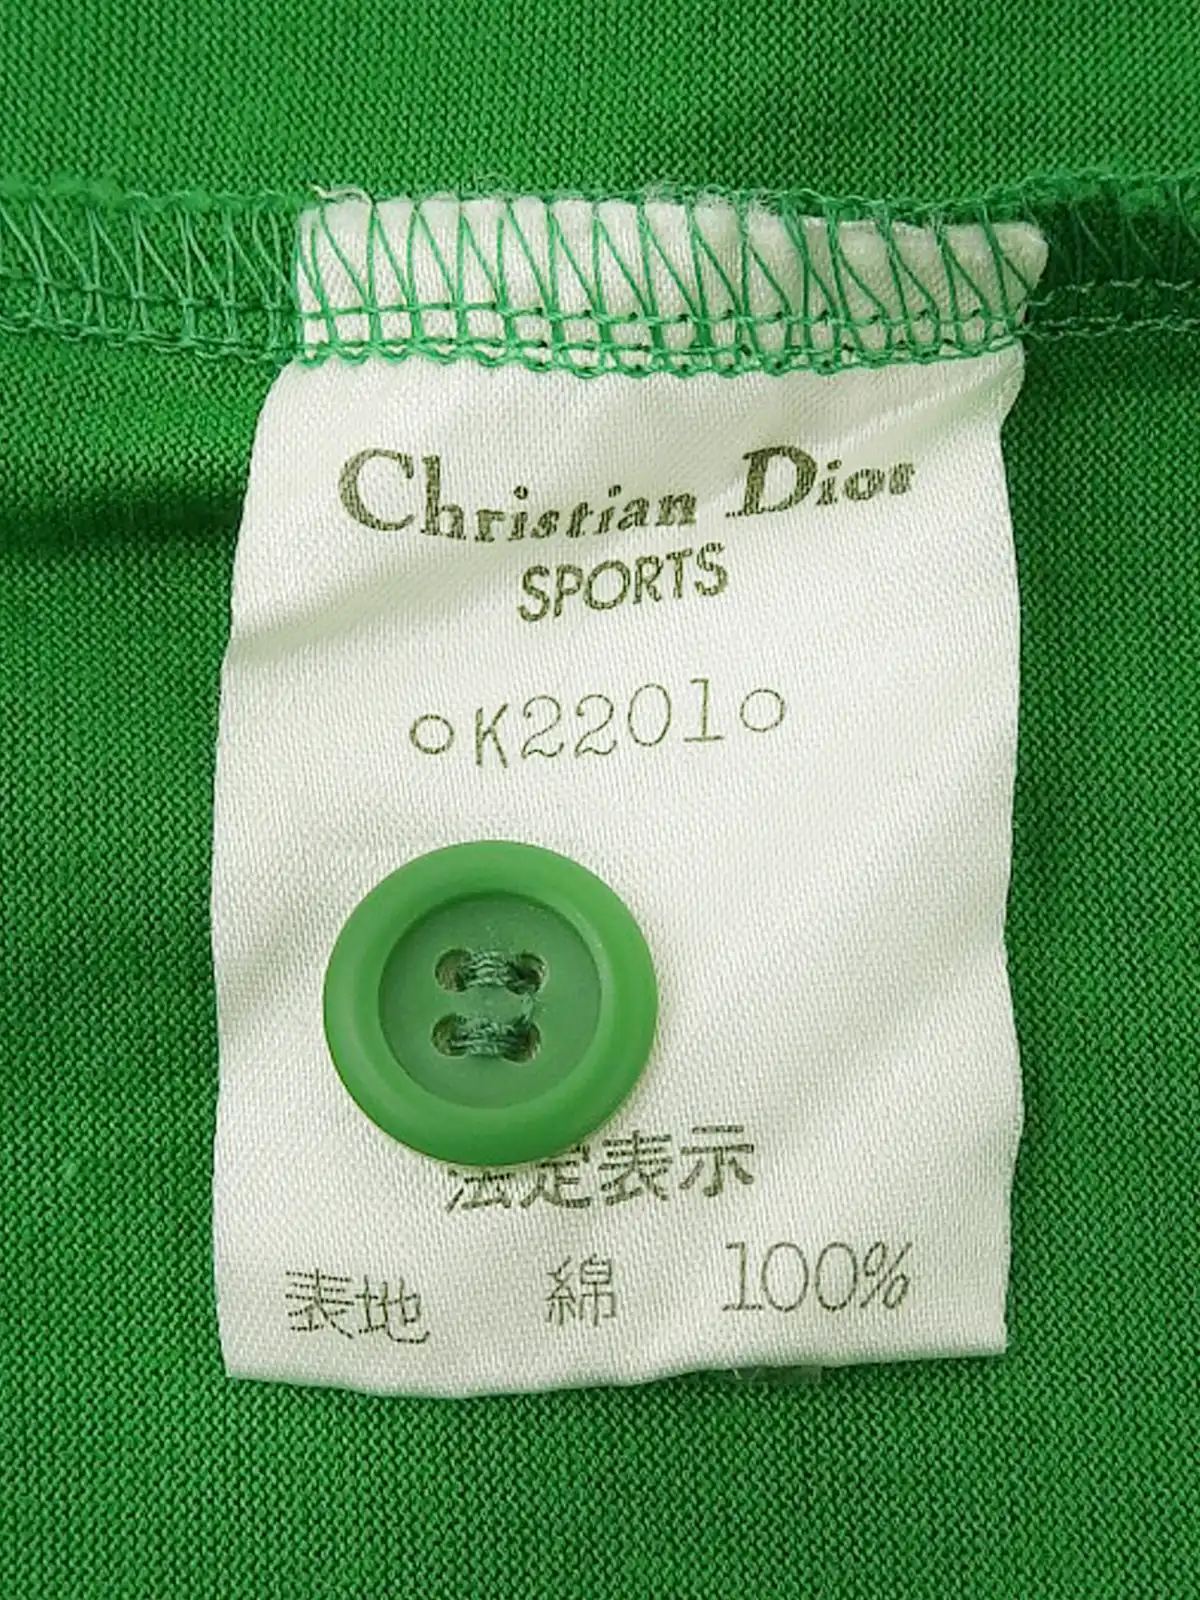 Christian Dior
SPORTS
○K2201○
法定表示
表地 綿 100%